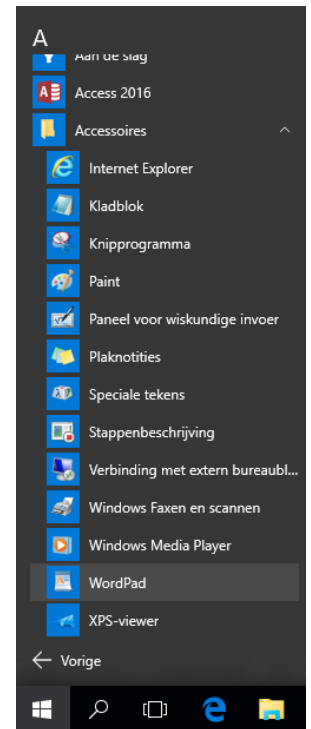 A
Aan de slag
Access 2016
Accessoires
Internet Explorer
Kladblok
Knipprogramma
Paint
Paneel voor wiskundige invoer
Plaknotities
Speciale tekens
Stappenbeschrijving
Verbinding met extern bureaubl...
Windows Faxen en scannen
Windows Media Player
WordPad
XPS-viewer
Vorige